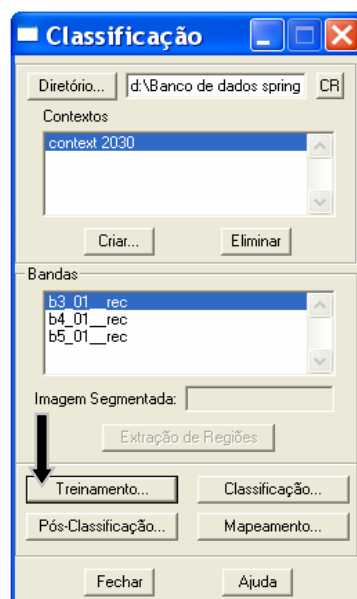 Classificação
Diretório... d:\Banco de dados spring CR
Contextos
context 2030
Criar... Eliminar
Bandas
b3_01__rec
b4_01__rec
b5_01__rec
Imagem Segmentada:
Extração de Regiões
Treinamento... Classificação...
Pós-Classificação... Mapeamento...
Fechar Ajuda